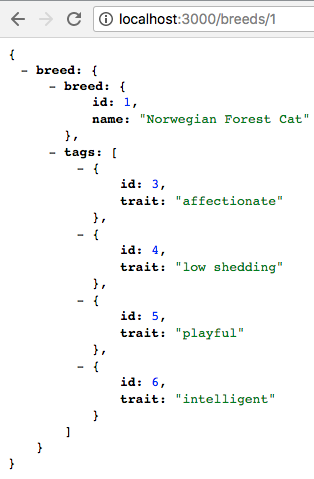 localhost:3000/breeds/1
{
- breed: {
- breed: {
id: 1,
name: "Norwegian Forest Cat"
},
- tags: [
- {
id: 3,
trait: "affectionate"
},
- {
id: 4,
trait: "low shedding"
},
- {
id: 5,
trait: "playful"
},
- {
id: 6,
trait: "intelligent"
}
]
}
}